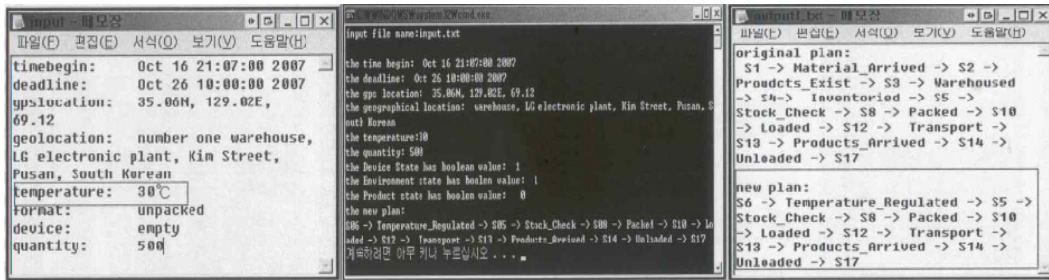 input - 메모장
파일(F) 편집(E) 서식(O) 보기(V) 도움말(H)
timebegin: Oct 16 21:07:00 2007
deadline: Oct 26 10:00:00 2007
gpslocation: 35.06N, 129.02E,
69.12
geolocation: number one warehouse,
LG electronic plant, Kim Street,
Pusan, South Korean
temperature: 30℃
format: unpacked
device: empty
quantity: 500
C:\WINDOWS\system32\cmd.exe
input file name:input.txt
the time begin: Oct 16 21:07:00 2007
the deadline: Oct 26 10:00:00 2007
the gps location: 35.06N, 129.02E, 69.12
the geographical location: warehouse, LG electronic plant, Kim Street, Pusan, S
outh Korean
the temperature:30
the quantity: 500
the Device State has boolean value: 1
the Environment state has boolen value: 1
the Product state has boolen value: 0
the new plan:
S06 -> Temperature_Regulated -> S05 -> Stock_Check -> S08 -> Packed -> S10 -> Lo
aded -> S12 -> Transport -> S13 -> Products_Arrived -> S14 -> Unloaded -> S17
계속하려면 아무 키나 누르십시오 . . .
output1.txt - 메모장
파일(F) 편집(E) 서식(O) 보기(V) 도움말(H)
original plan:
S1 -> Material_Arrived -> S2 ->
Proudcts_Exist -> S3 -> Warehoused
-> S4-> Inventoried -> S5 ->
Stock_Check -> S8 -> Packed -> S10
-> Loaded -> S12 -> Transport ->
S13 -> Products_Arrived -> S14 ->
Unloaded -> S17
new plan:
S6 -> Temperature_Regulated -> S5 ->
Stock_Check -> S8 -> Packed -> S10
-> Loaded -> S12 -> Transport ->
S13 -> Products_Arrived -> S14 ->
Unloaded -> S17